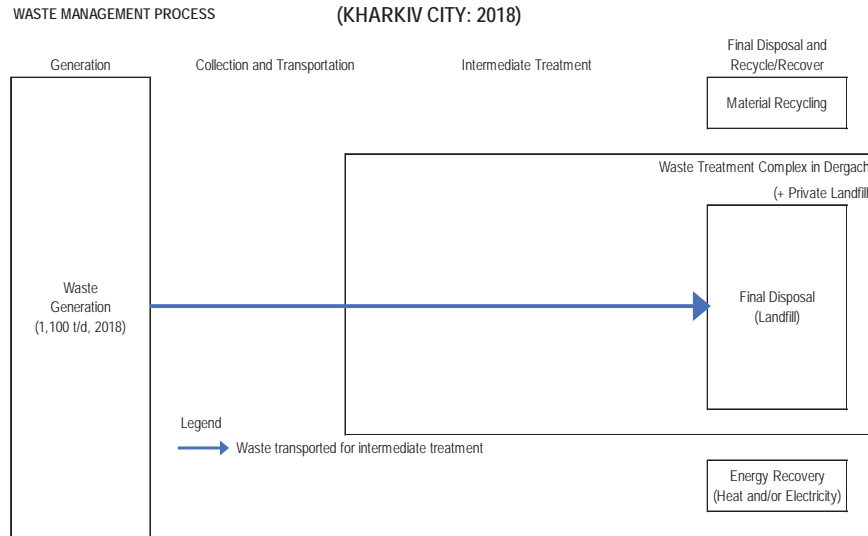 WASTE MANAGEMENT PROCESS
(KHARKIV CITY: 2018)
Generation
Collection and Transportation
Intermediate Treatment
Final Disposal and
Recycle/Recover
Material Recycling
Waste Treatment Complex in Dergach
(+ Private Landfill
Waste
Generation
(1,100 t/d, 2018)
Final Disposal
(Landfill)
Legend
Waste transported for intermediate treatment
Energy Recovery
(Heat and/or Electricity)